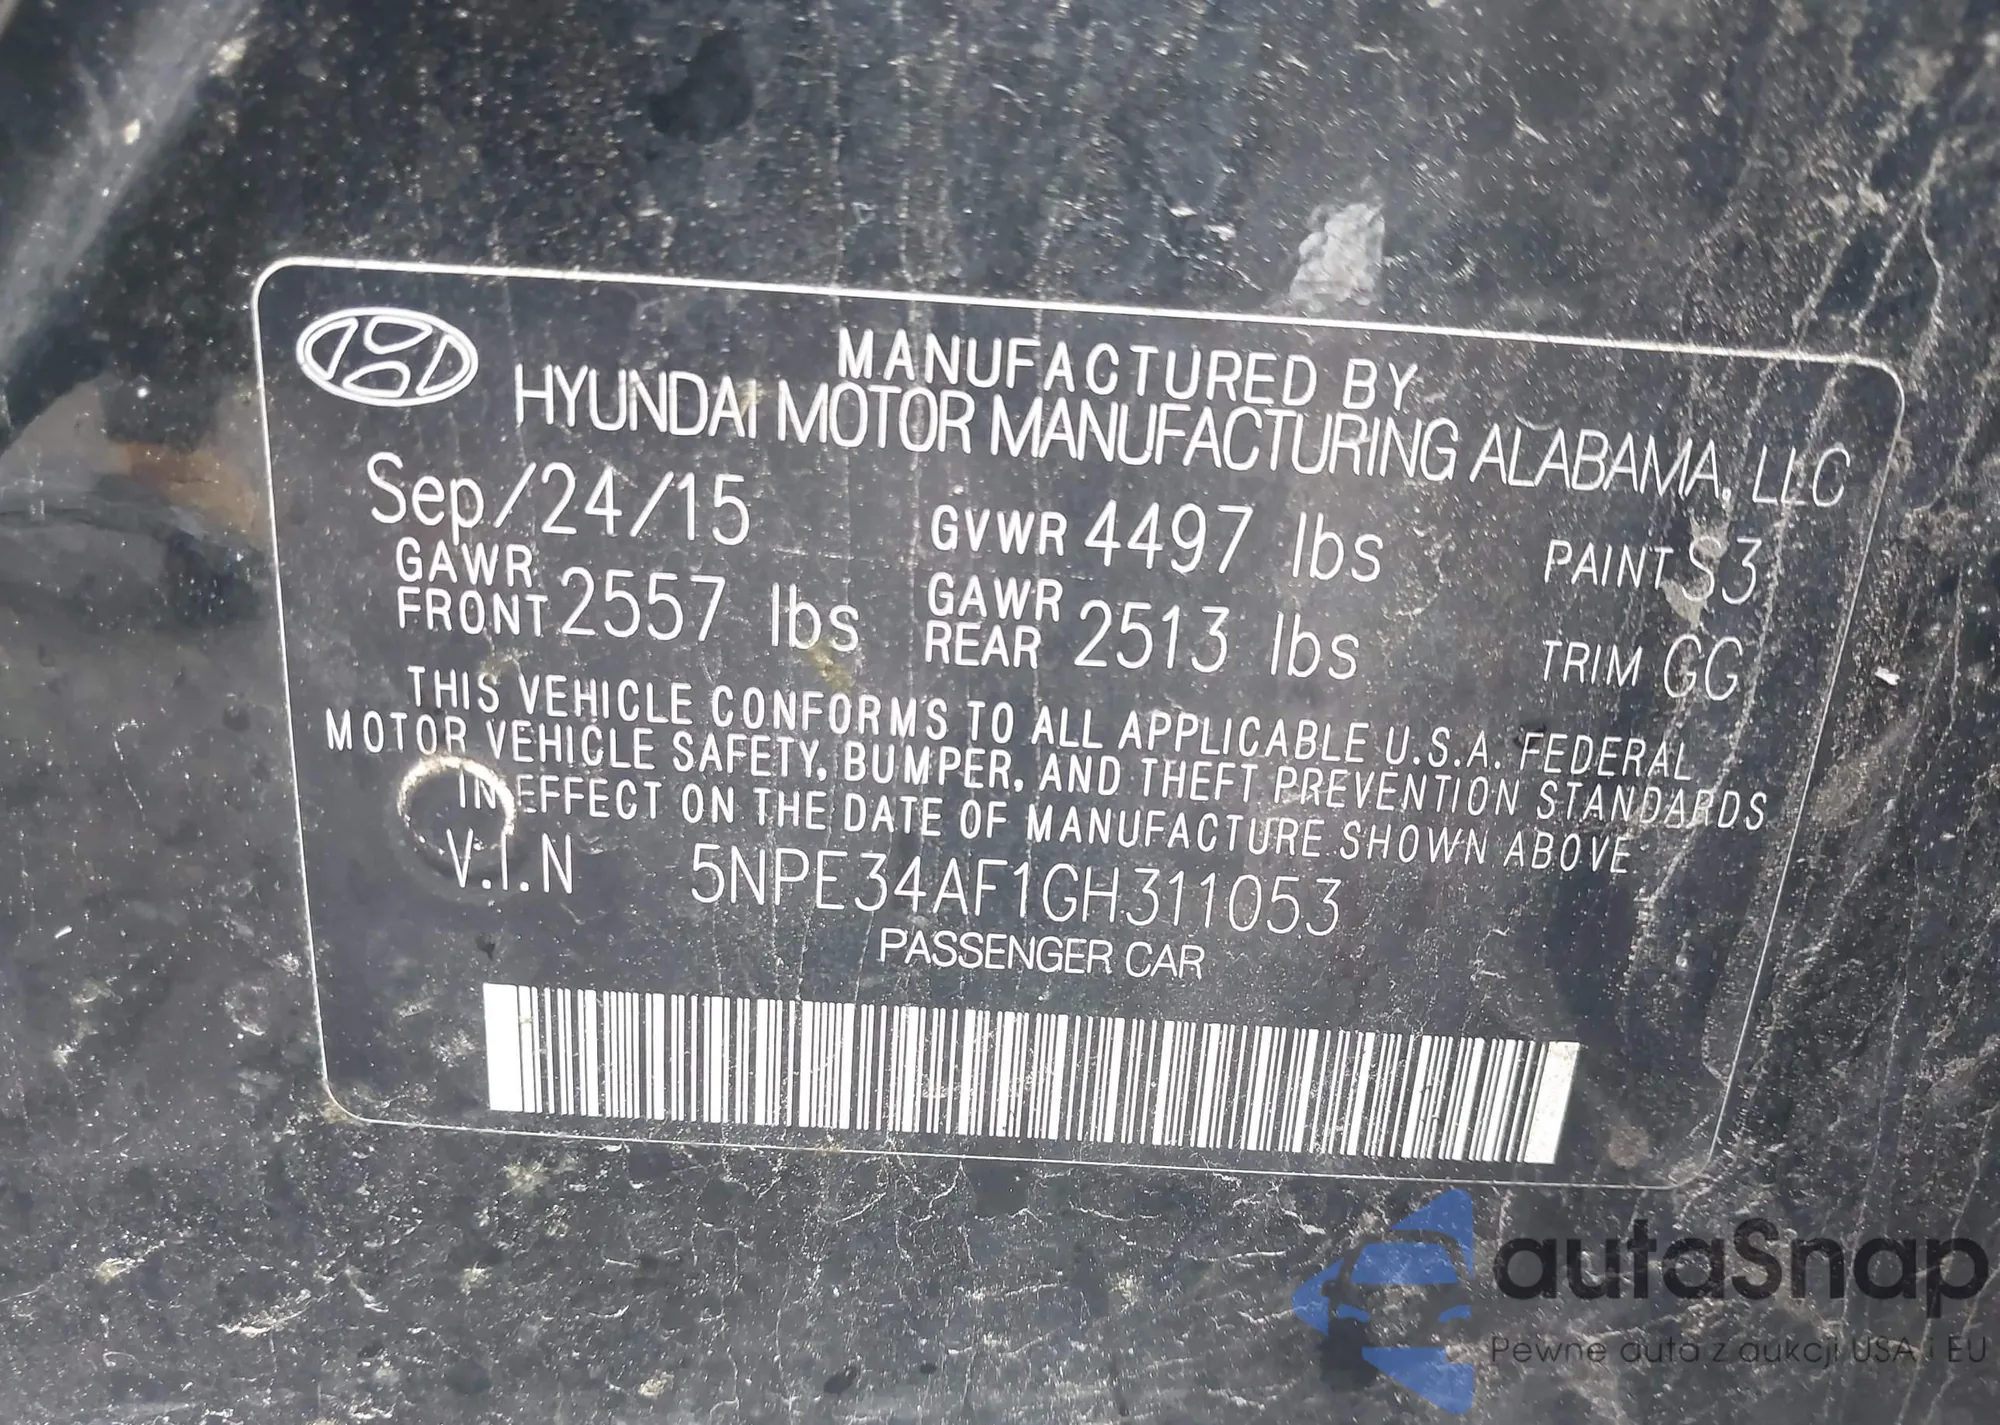 MANUFACTURED BY
HYUNDAI MOTOR MANUFACTURING ALABAMA, LLC
Sep/24/15 GVWR 4497 lbs PAINT S3
GAWR FRONT 2557 lbs GAWR REAR 2513 lbs TRIM GG
THIS VEHICLE CONFORMS TO ALL APPLICABLE U.S.A. FEDERAL
MOTOR VEHICLE SAFETY, BUMPER, AND THEFT PREVENTION STANDARDS
IN EFFECT ON THE DATE OF MANUFACTURE SHOWN ABOVE
V.I.N 5NPE34AF1GH311053
PASSENGER CAR
autaSnap
Pewne auta z aukcji USA i EU